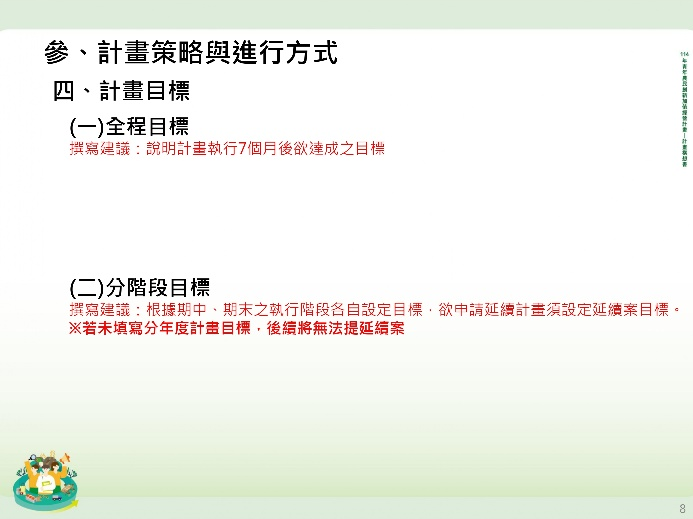 參、計畫策略與進行方式
四、計畫目標
(一)全程目標
撰寫建議：說明計畫執行7個月後欲達成之目標
(二)分階段目標
撰寫建議：根據期中、期末之執行階段各自設定目標，欲申請延續計畫須設定延續案目標。
※若未填寫分年度計畫目標，後續將無法提延續案
8